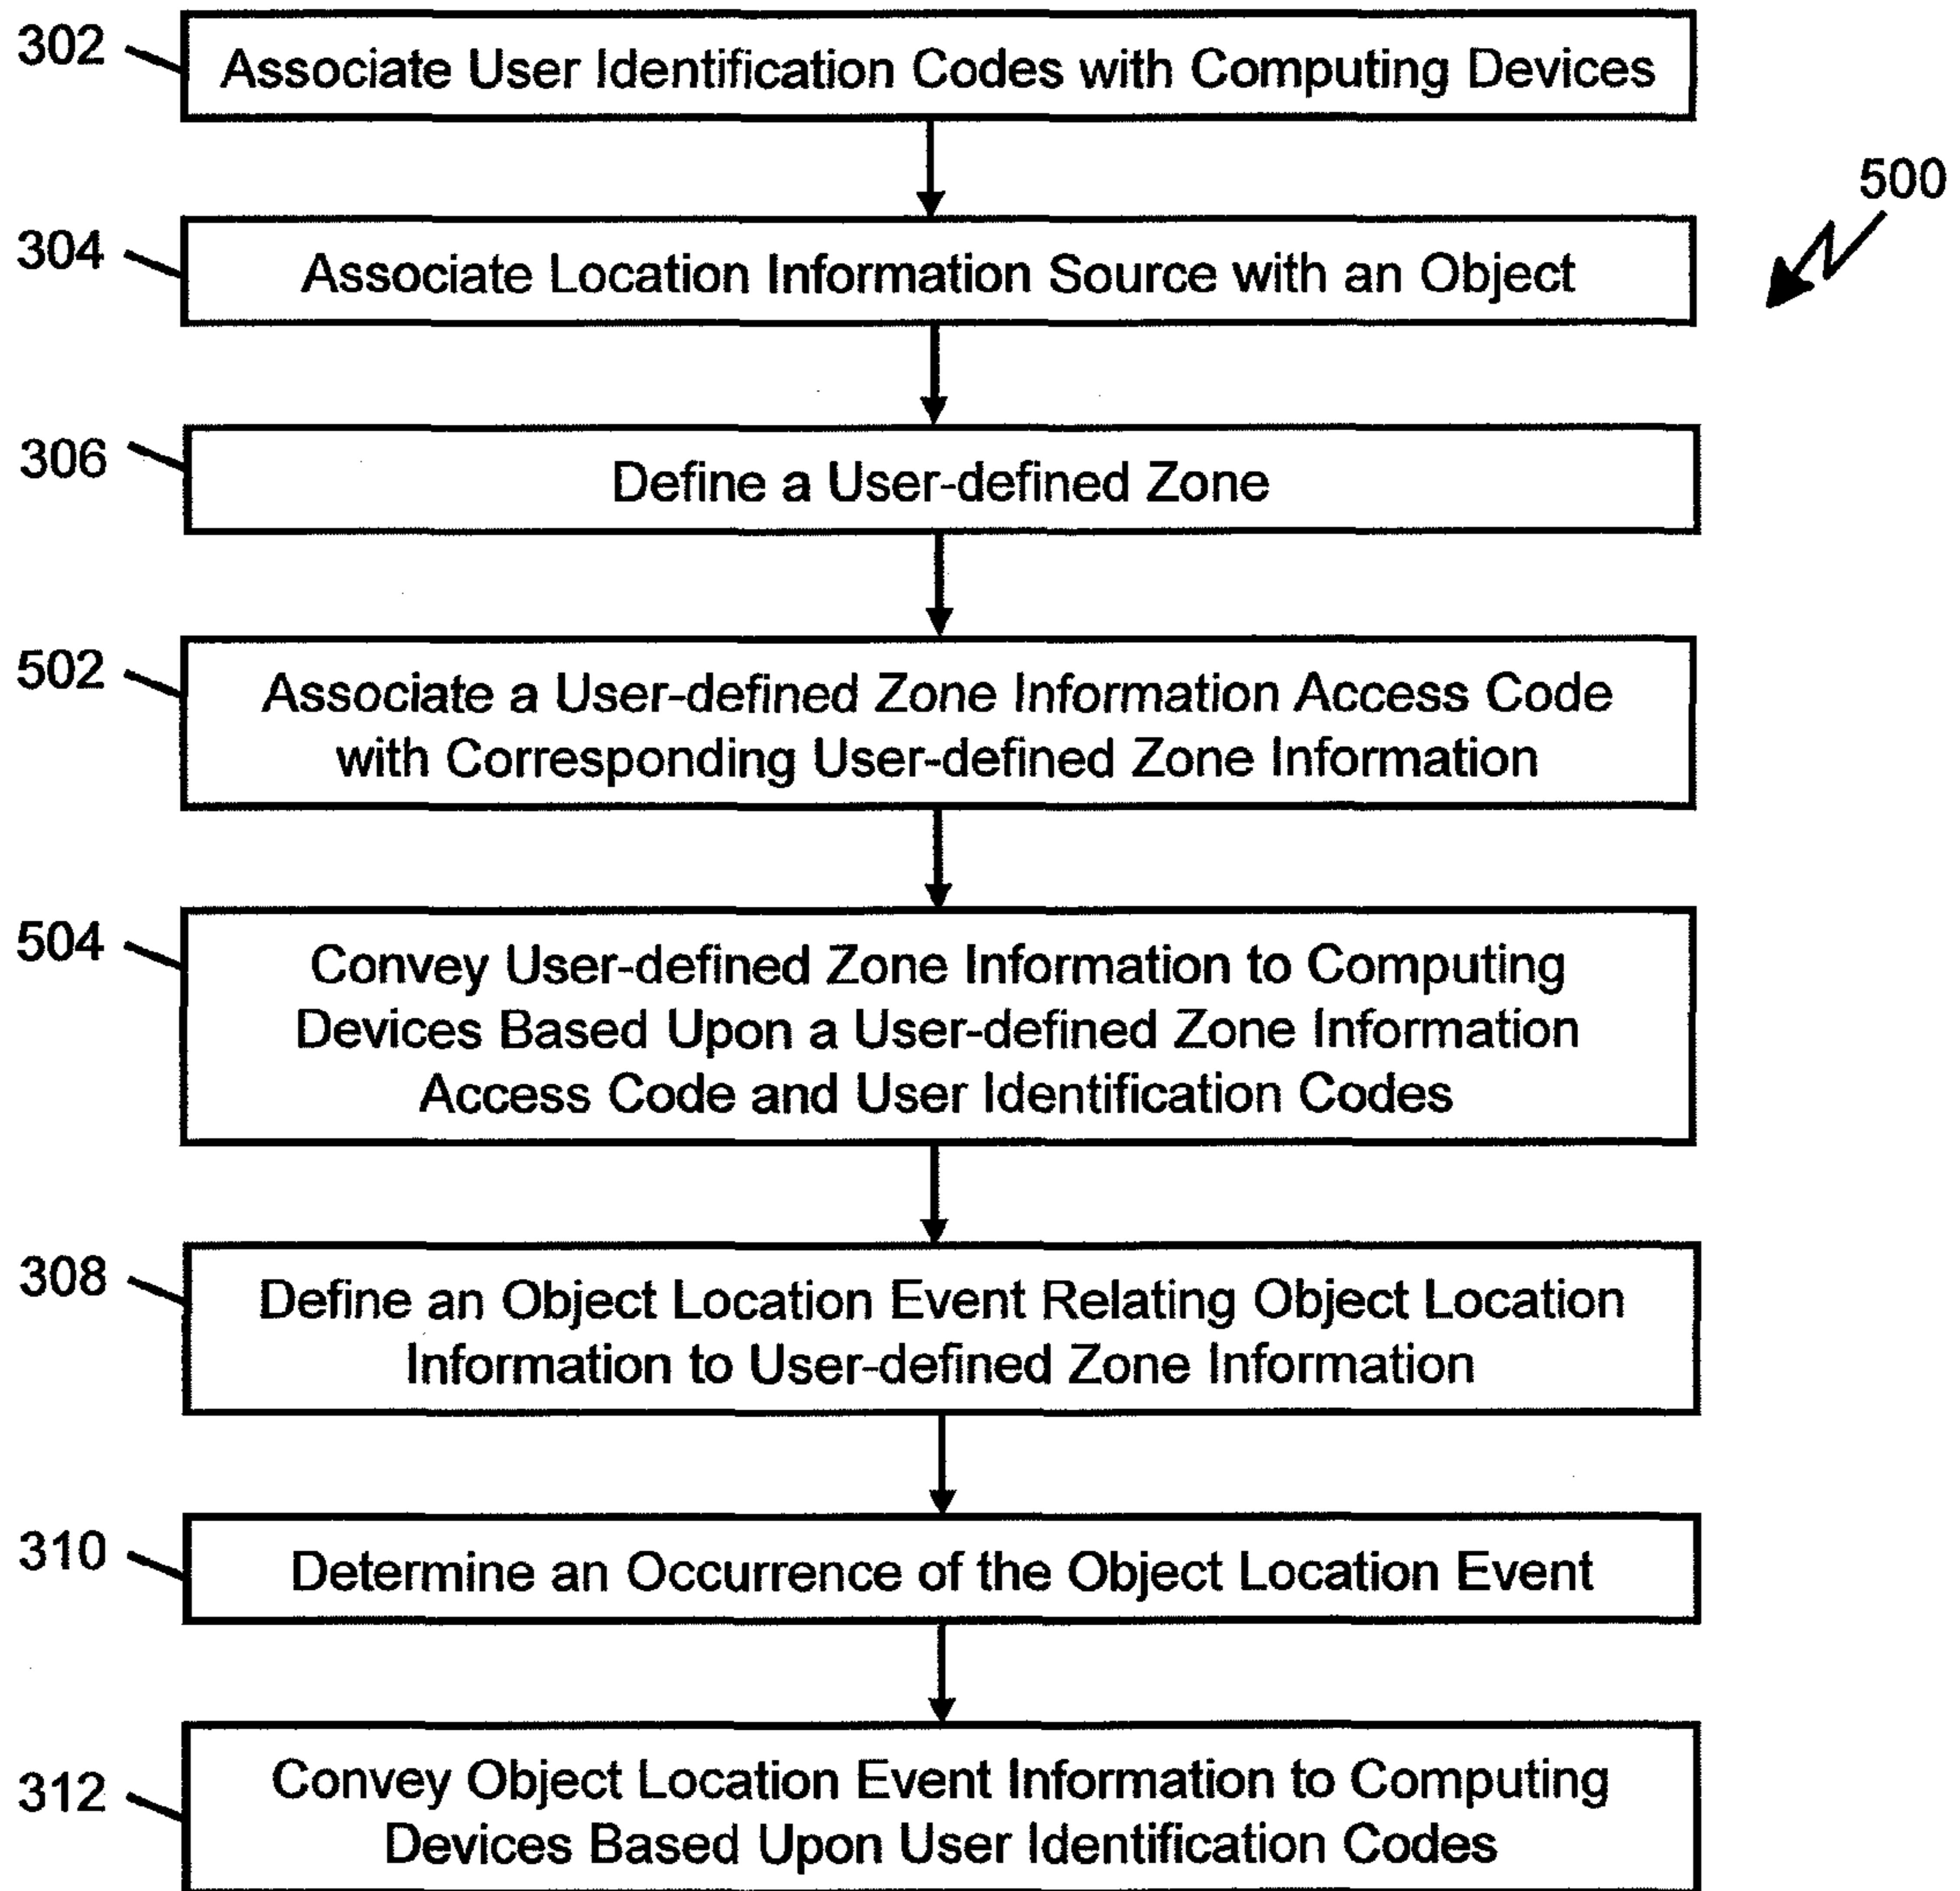 302
Associate User Identification Codes with Computing Devices
500
304
Associate Location Information Source with an Object
306
Define a User-defined Zone
502
Associate a User-defined Zone Information Access Code
with Corresponding User-defined Zone Information
504
Convey User-defined Zone Information to Computing
Devices Based Upon a User-defined Zone Information
Access Code and User Identification Codes
308
Define an Object Location Event Relating Object Location
Information to User-defined Zone Information
310
Determine an Occurrence of the Object Location Event
312
Convey Object Location Event Information to Computing
Devices Based Upon User Identification Codes